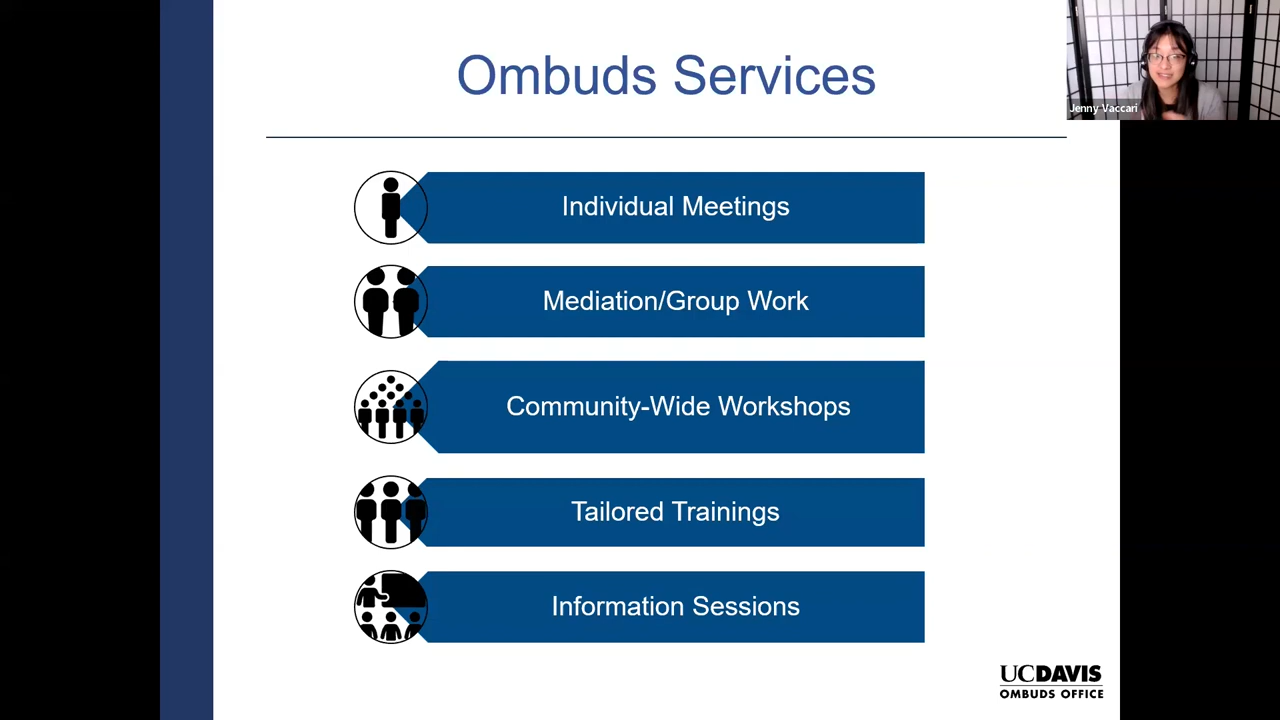 Ombuds Services
Jenny Vaccari
Individual Meetings
Mediation/Group Work
Community-Wide Workshops
Tailored Trainings
Information Sessions
UCDAVIS
OMBUDS OFFICE